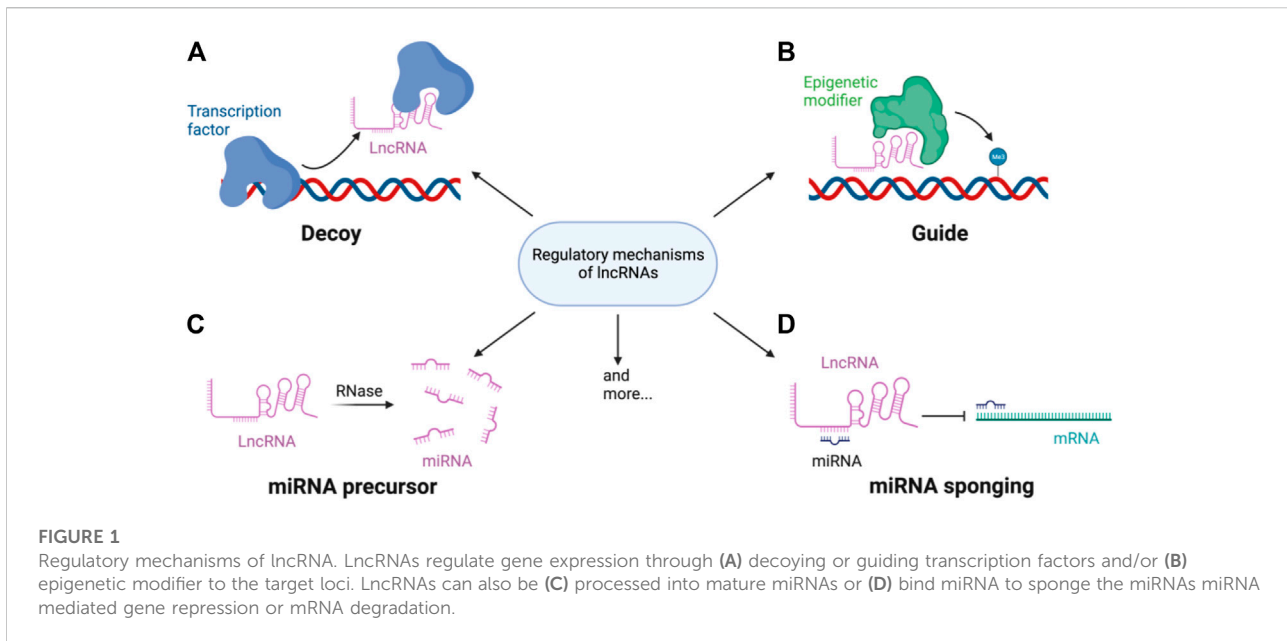 A
Transcription
factor
LncRNA
Decoy
B
Epigenetic
modifier
Me3
Guide
Regulatory mechanisms
of lncRNAs
C
LncRNA
RNase
miRNA
miRNA precursor
and
more...
D
LncRNA
miRNA
mRNA
miRNA sponging
FIGURE 1
Regulatory mechanisms of lncRNA. LncRNAs regulate gene expression through (A) decoying or guiding transcription factors and/or (B)
epigenetic modifier to the target loci. LncRNAs can also be (C) processed into mature miRNAs or (D) bind miRNA to sponge the miRNAs miRNA
mediated gene repression or mRNA degradation.